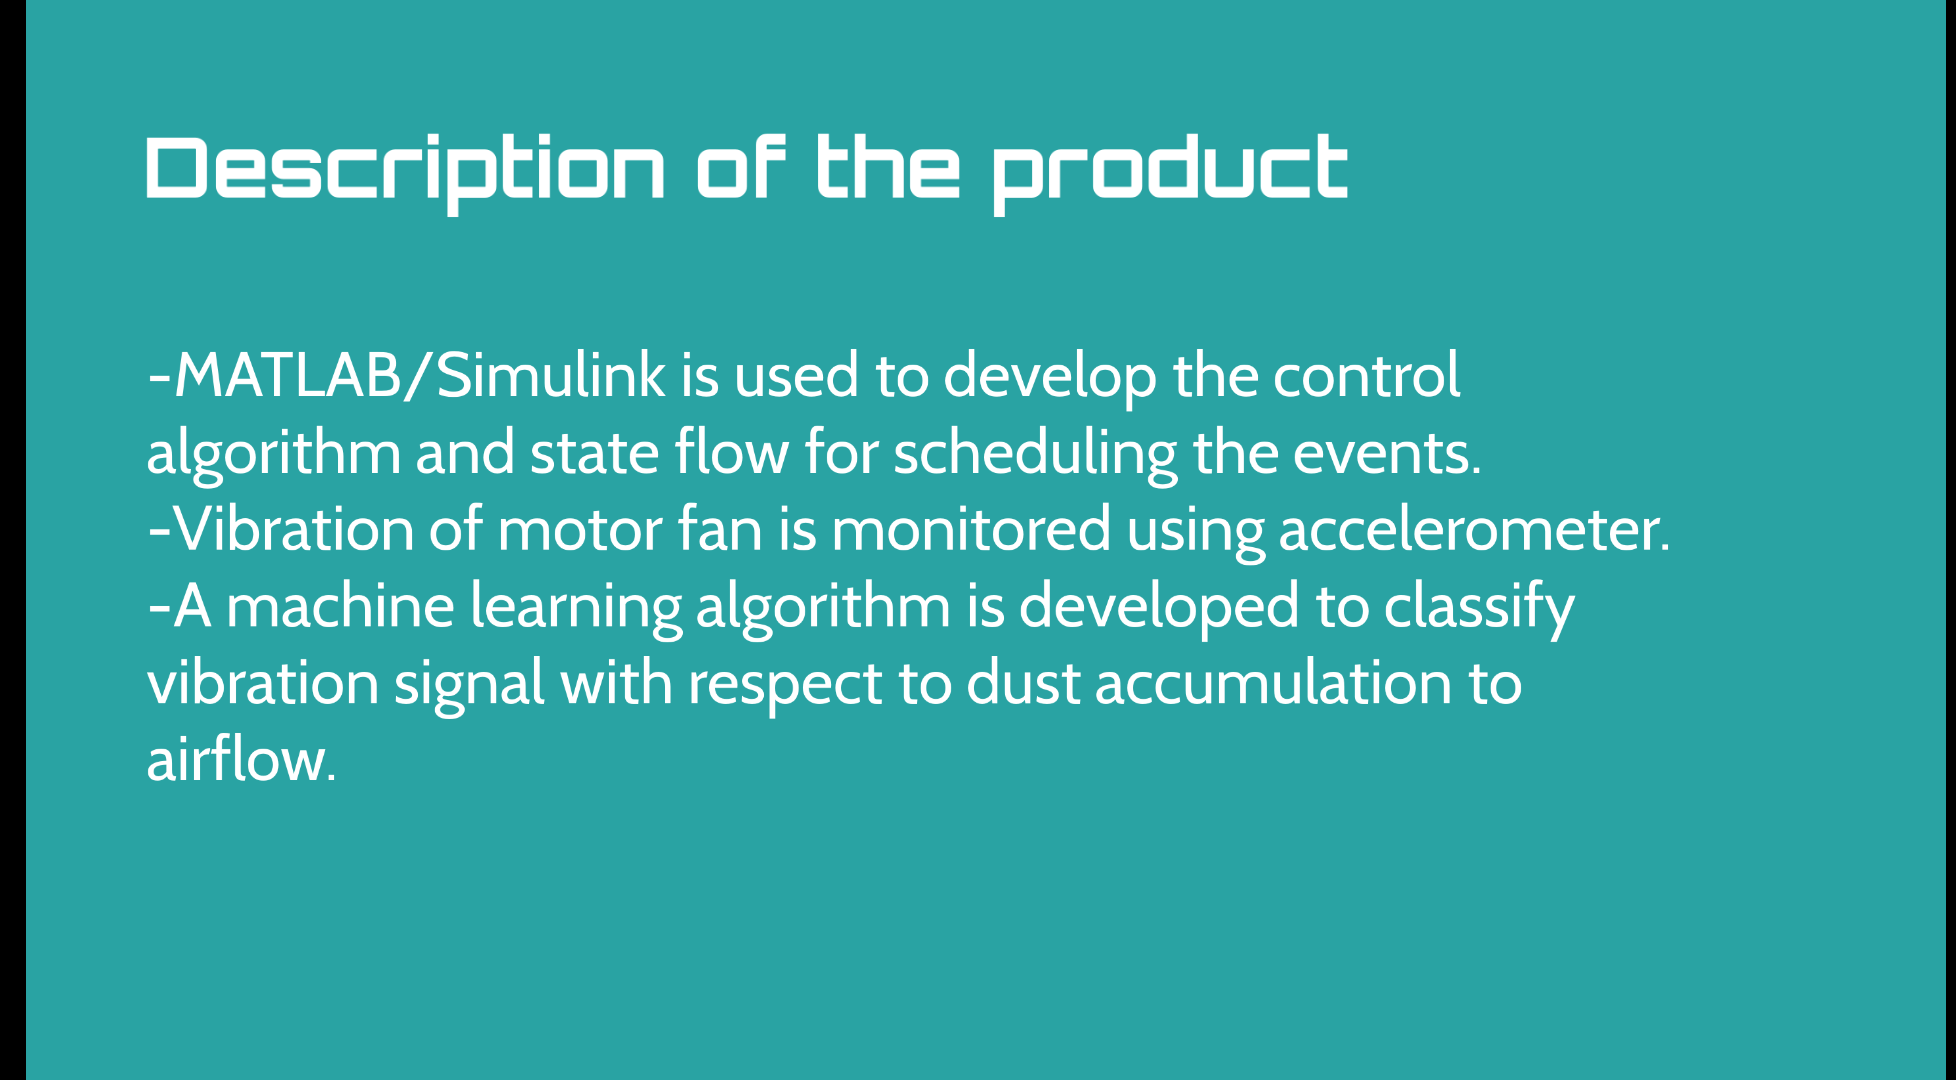 Description of the product
-MATLAB/Simulink is used to develop the control
algorithm and state flow for scheduling the events.
-Vibration of motor fan is monitored using accelerometer.
-A machine learning algorithm is developed to classify
vibration signal with respect to dust accumulation to
airflow.